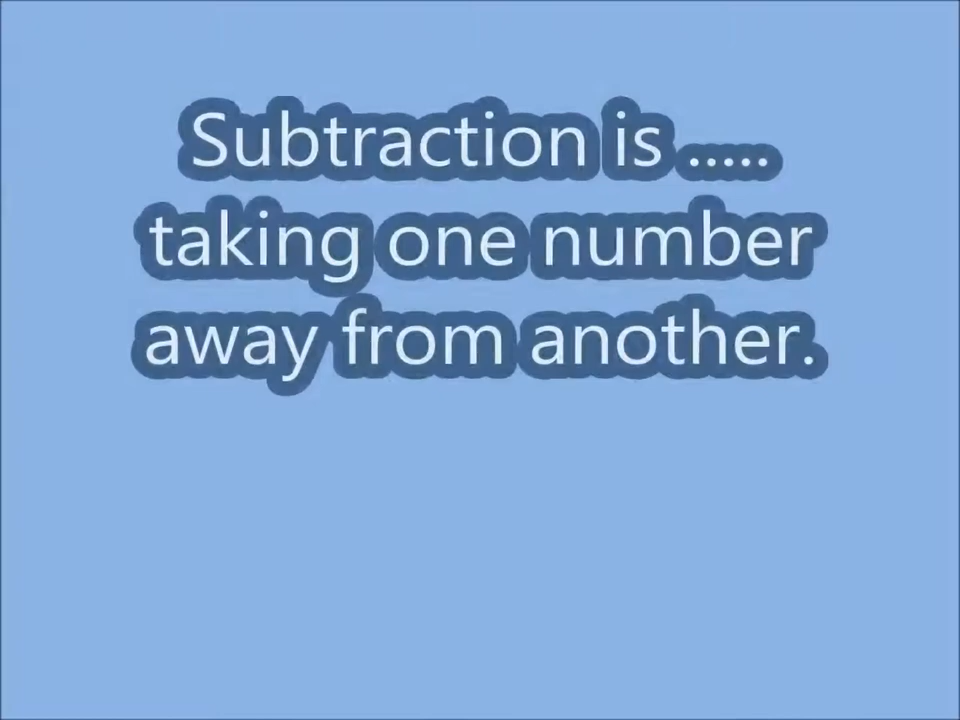 Subtraction is .....
taking one number
away from another.